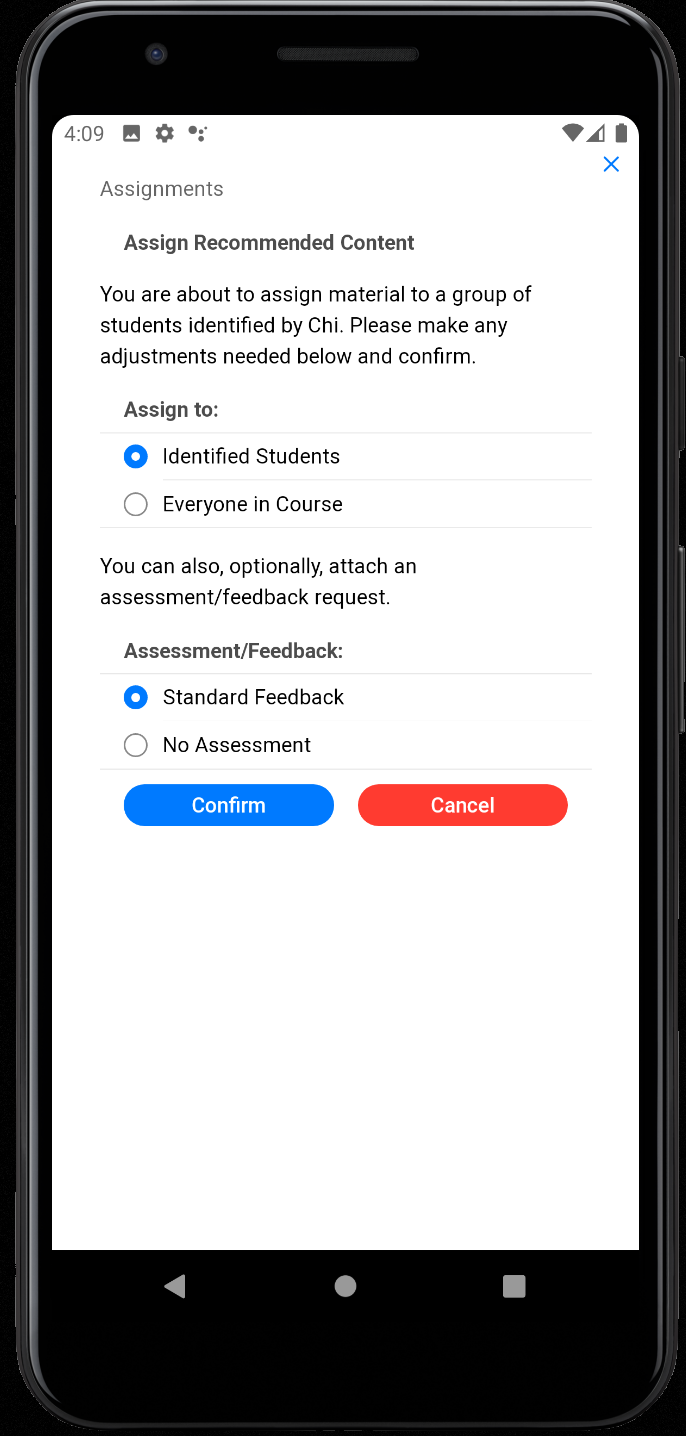 4:09
Assignments
Assign Recommended Content
You are about to assign material to a group of
students identified by Chi. Please make any
adjustments needed below and confirm.
Assign to:
Identified Students
Everyone in Course
You can also, optionally, attach an
assessment/feedback request.
Assessment/Feedback:
Standard Feedback
No Assessment
Confirm Cancel